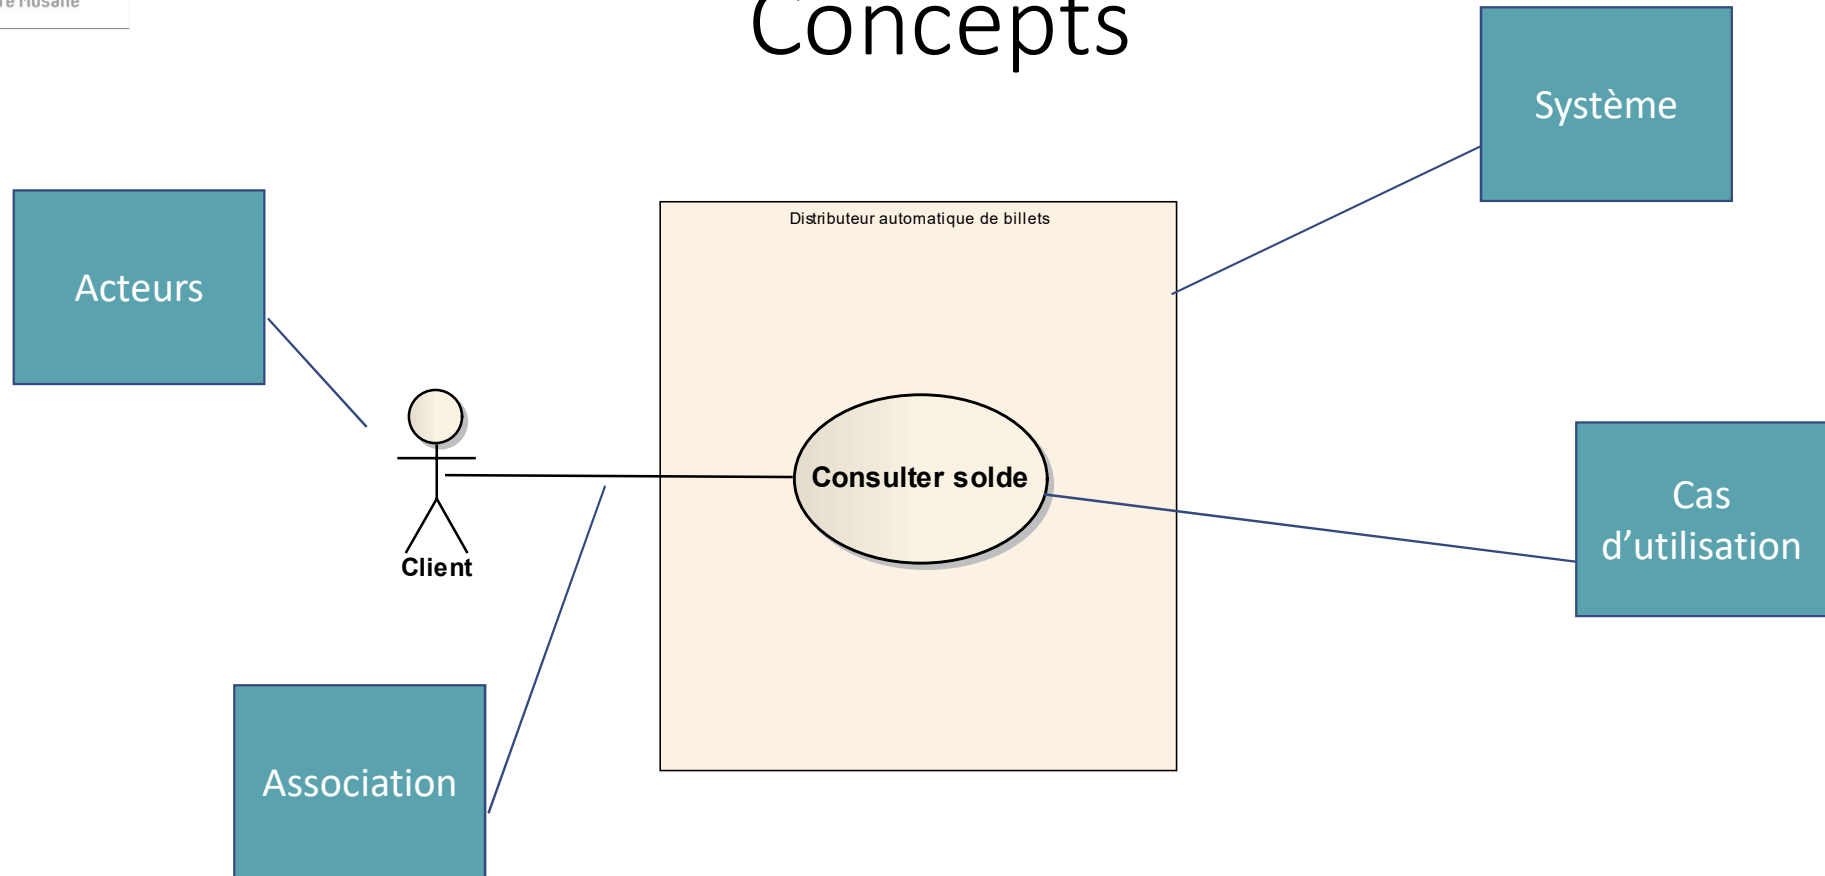 Concepts
Système
Distributeur automatique de billets
Acteurs
Consulter solde
Cas
d’utilisation
Client
Association